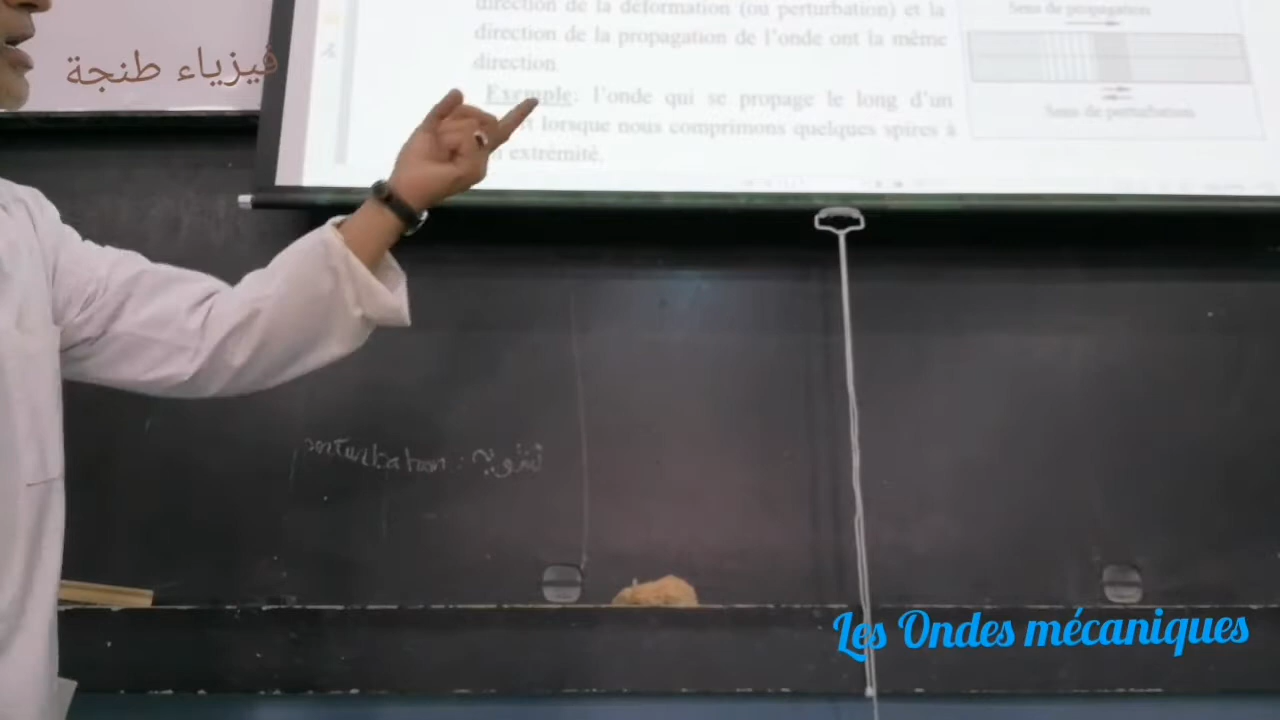 فيزياء طنجة
direction de la déformation (ou perturbation) et la
direction de la propagation de l'onde ont la même
direction.
Exemple: l'onde qui se propage le long d'un
lorsque nous comprimons quelques spires à
extrémité.
Sens de propagation
Sens de perturbation
perturbation :
Les Ondes mécaniques